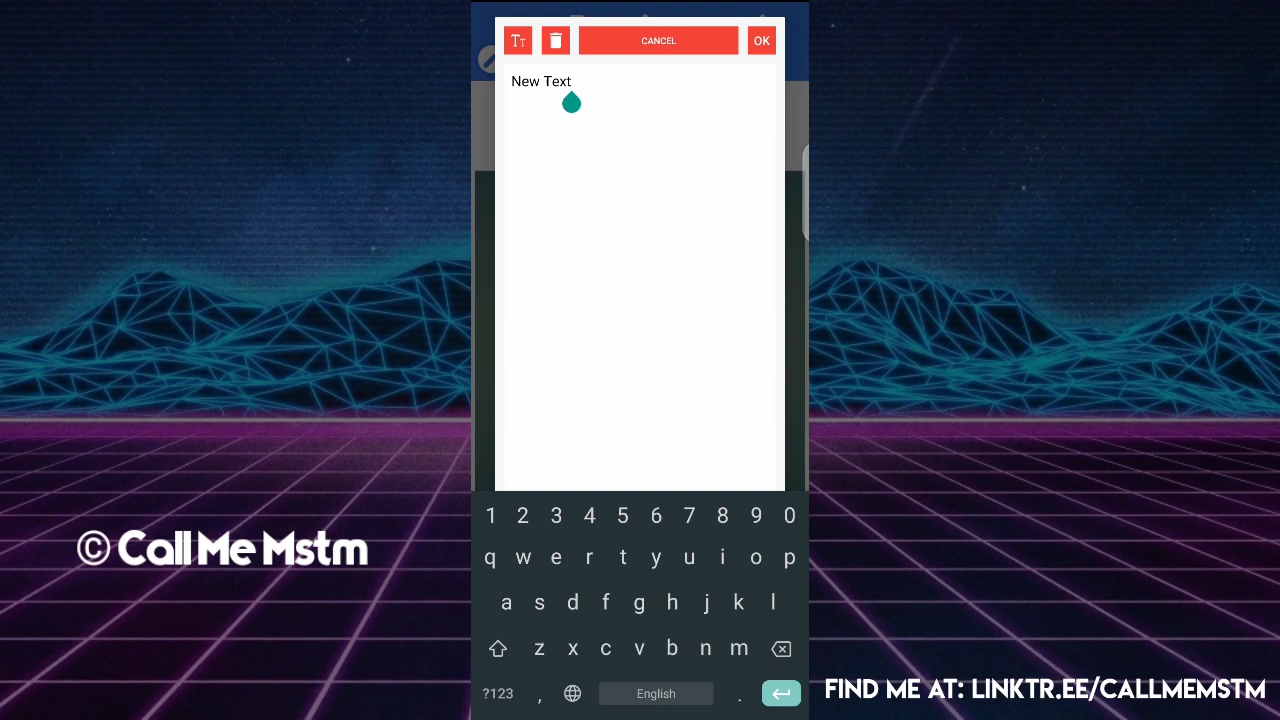 Tт
CANCEL
OK
New Text
1 2 3 4 5 6 7 8 9 0
q w e r t y u i o p
a s d f g h j k l
z x c v b n m
?123 , English .
© Call Me Mstm
FIND ME AT: LINKTR.EE/CALLMEMSTM